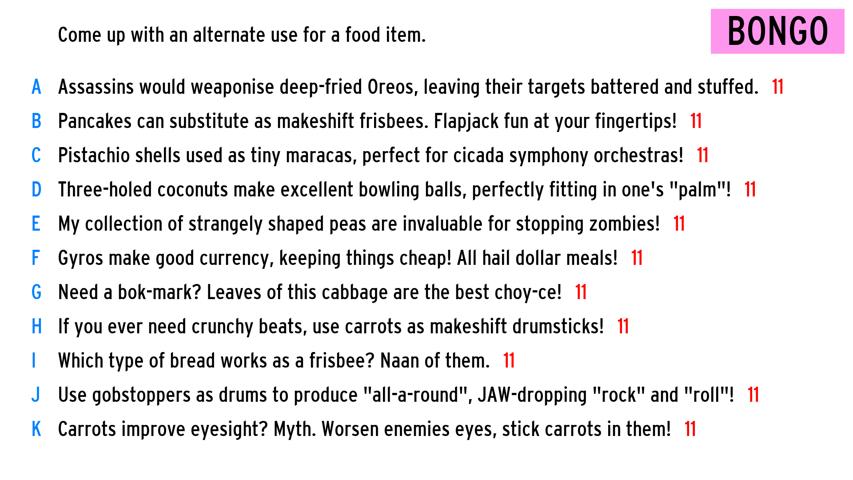 Come up with an alternate use for a food item.
BONGO
A Assassins would weaponise deep-fried Oreos, leaving their targets battered and stuffed. 11
B Pancakes can substitute as makeshift frisbees. Flapjack fun at your fingertips! 11
C Pistachio shells used as tiny maracas, perfect for cicada symphony orchestras! 11
D Three-holed coconuts make excellent bowling balls, perfectly fitting in one's "palm"! 11
E My collection of strangely shaped peas are invaluable for stopping zombies! 11
F Gyros make good currency, keeping things cheap! All hail dollar meals! 11
G Need a bok-mark? Leaves of this cabbage are the best choy-ce! 11
H If you ever need crunchy beats, use carrots as makeshift drumsticks! 11
I Which type of bread works as a frisbee? Naan of them. 11
J Use gobstoppers as drums to produce "all-a-round", JAW-dropping "rock" and "roll"! 11
K Carrots improve eyesight? Myth. Worsen enemies eyes, stick carrots in them! 11